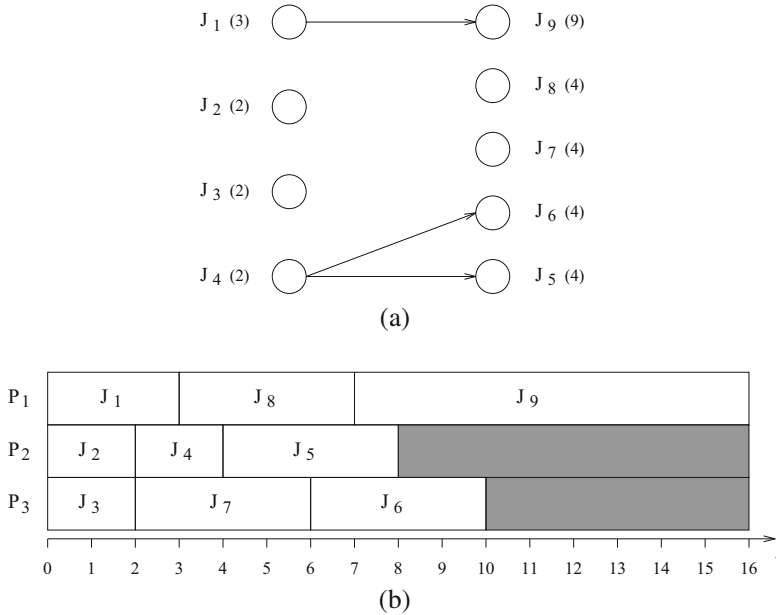 J 1 (3) J 9 (9)
J 8 (4)
J 2 (2)
J 7 (4)
J 3 (2)
J 6 (4)
J 4 (2) J 5 (4)
(a)
P 1 J 1 J 8 J 9
P 2 J 2 J 4 J 5
P 3 J 3 J 7 J 6
0 1 2 3 4 5 6 7 8 9 10 11 12 13 14 15 16
(b)